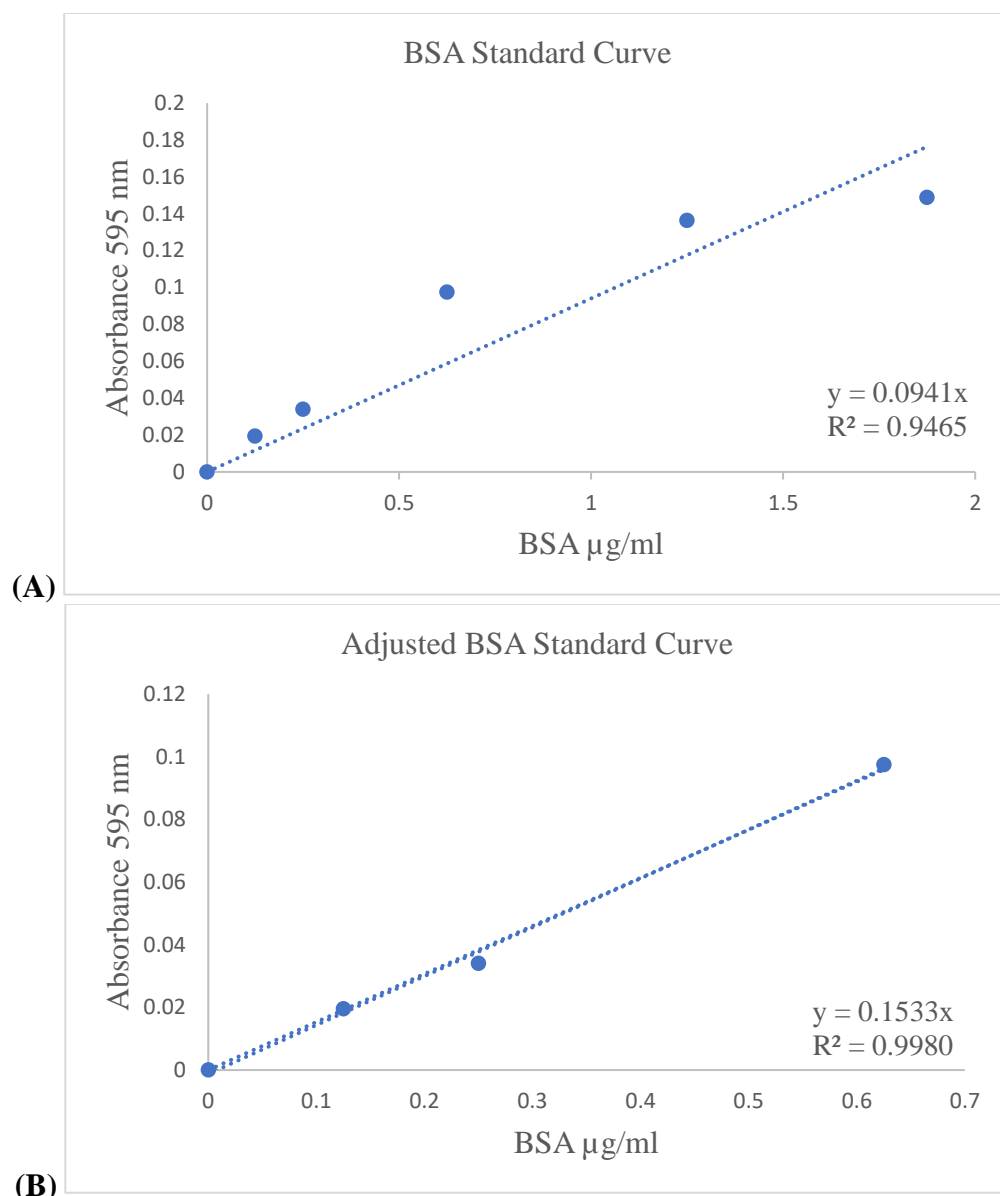 BSA Standard Curve
0.2
0.18
0.16
0.14
0.12
0.1
0.08
0.06
0.04
0.02
0
Absorbance 595 nm
y = 0.0941x
R² = 0.9465
0 0.5 1 1.5 2
BSA µg/ml
(A)
Adjusted BSA Standard Curve
0.12
0.1
0.08
0.06
0.04
0.02
0
Absorbance 595 nm
y = 0.1533x
R² = 0.9980
0 0.1 0.2 0.3 0.4 0.5 0.6 0.7
BSA µg/ml
(B)